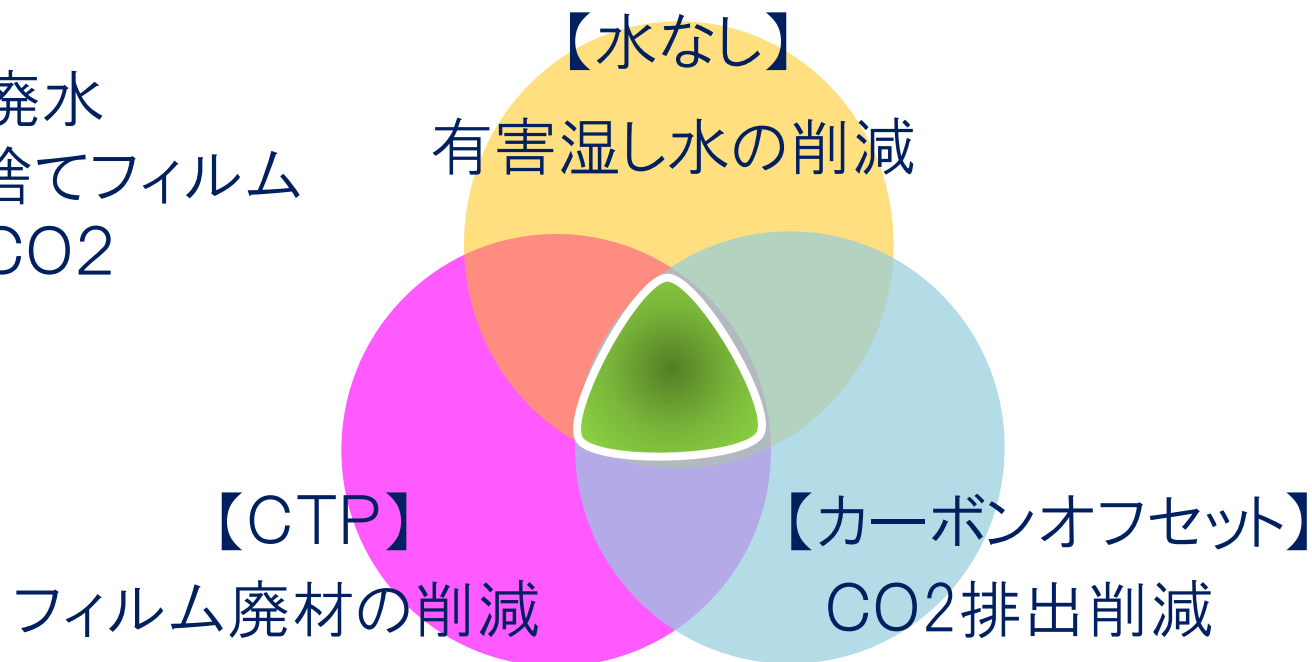 【水なし】
有害湿し水の削減
廃水
捨てフィルム
CO2
【CTP】
フィルム廃材の削減
【カーボンオフセット】
CO2排出削減